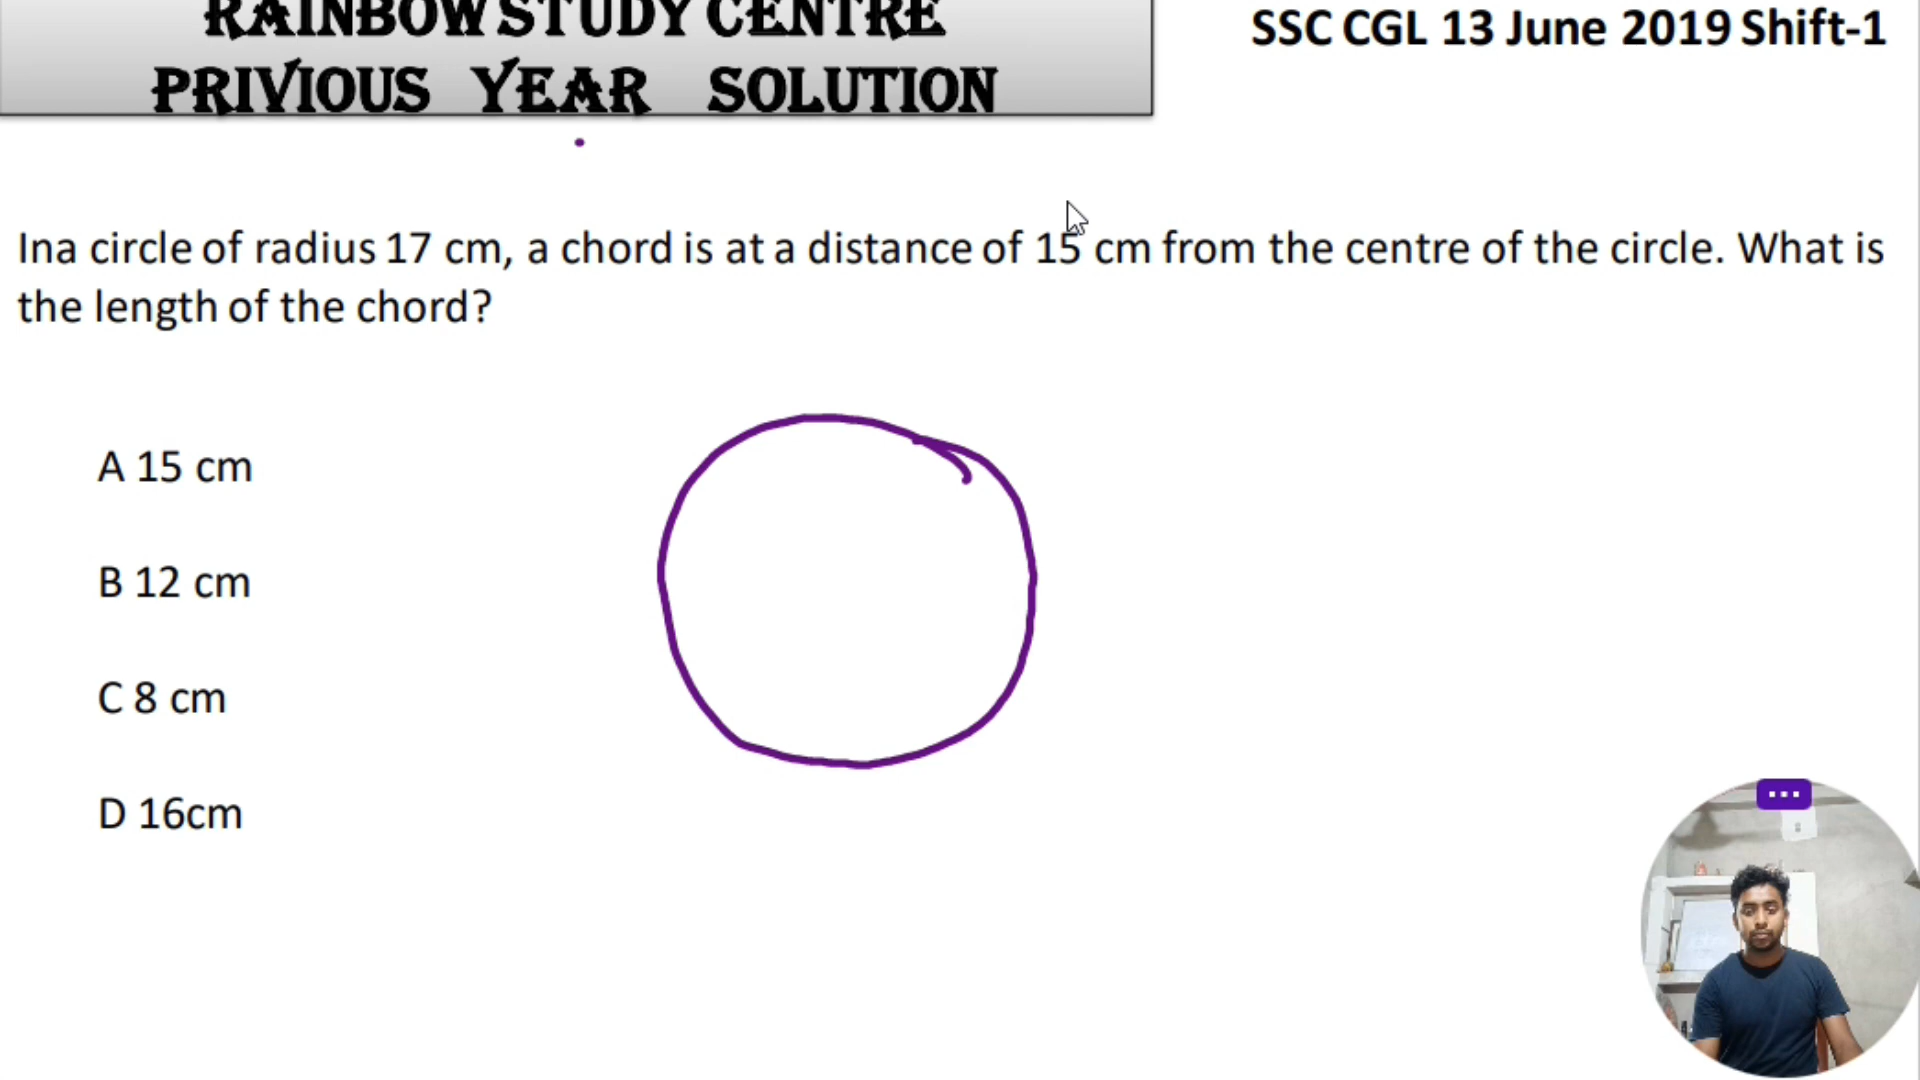 RAINBOW STUDY CENTRE
PRIVIOUS YEAR SOLUTION
SSC CGL 13 June 2019 Shift-1
Ina circle of radius 17 cm, a chord is at a distance of 15 cm from the centre of the circle. What is
the length of the chord?
A 15 cm
B 12 cm
C 8 cm
D 16cm